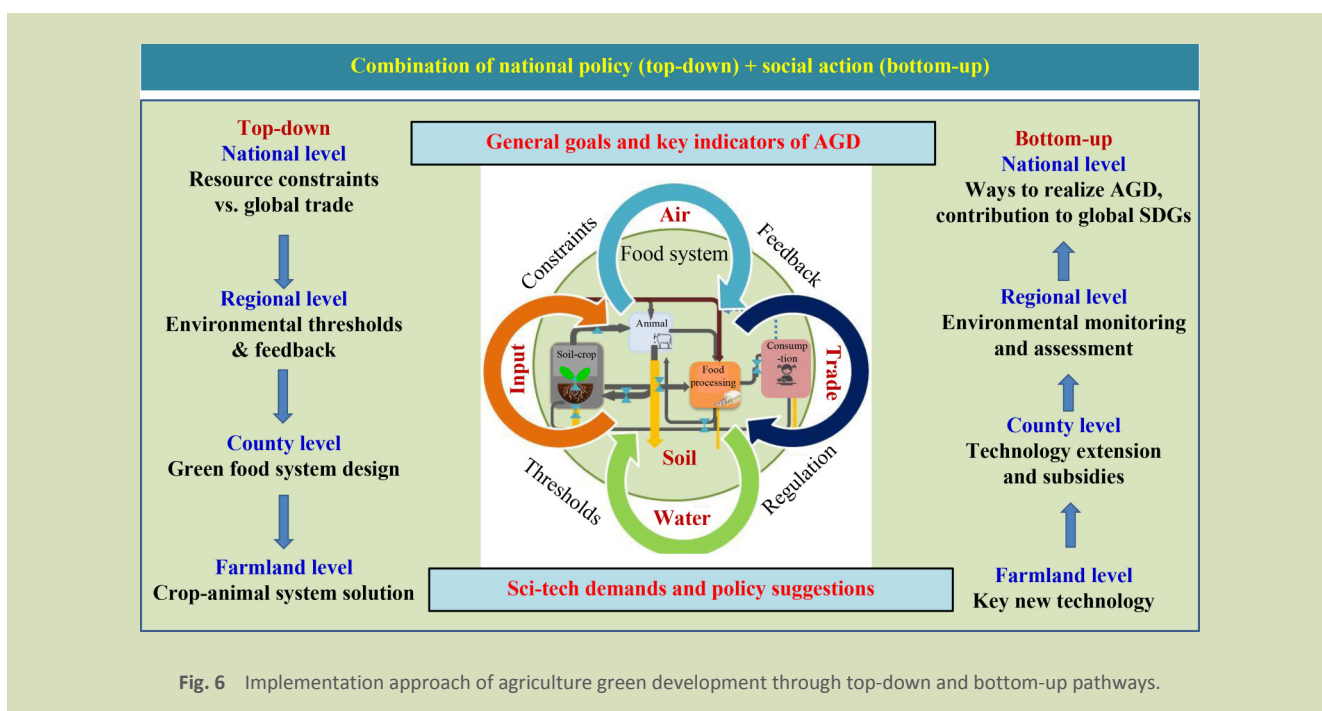 Combination of national policy (top-down) + social action (bottom-up)
Top-down
National level
Resource constraints
vs. global trade
Regional level
Environmental thresholds
& feedback
County level
Green food system design
Farmland level
Crop-animal system solution
General goals and key indicators of AGD
Air
Constraints
Feedback
Food system
Animal
Soil-crop
Consump
-tion
Food
processing
Input
Trade
Soil
Thresholds
Regulation
Water
Sci-tech demands and policy suggestions
Bottom-up
National level
Ways to realize AGD,
contribution to global SDGs
Regional level
Environmental monitoring
and assessment
County level
Technology extension
and subsidies
Farmland level
Key new technology
Fig. 6 Implementation approach of agriculture green development through top-down and bottom-up pathways.